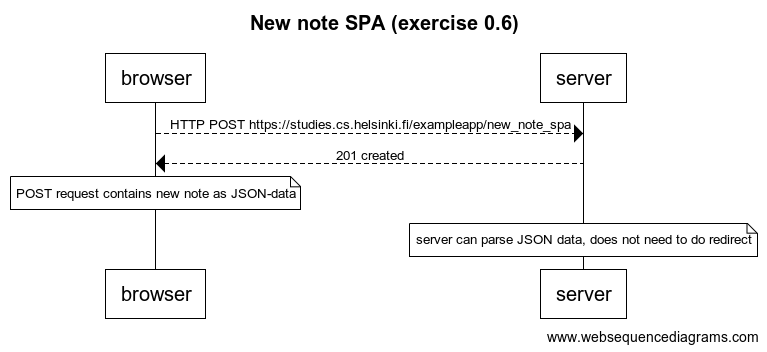 New note SPA (exercise 0.6)
browser
server
HTTP POST https://studies.cs.helsinki.fi/exampleapp/new_note_spa
201 created
POST request contains new note as JSON-data
server can parse JSON data, does not need to do redirect
browser
server
www.websequencediagrams.com